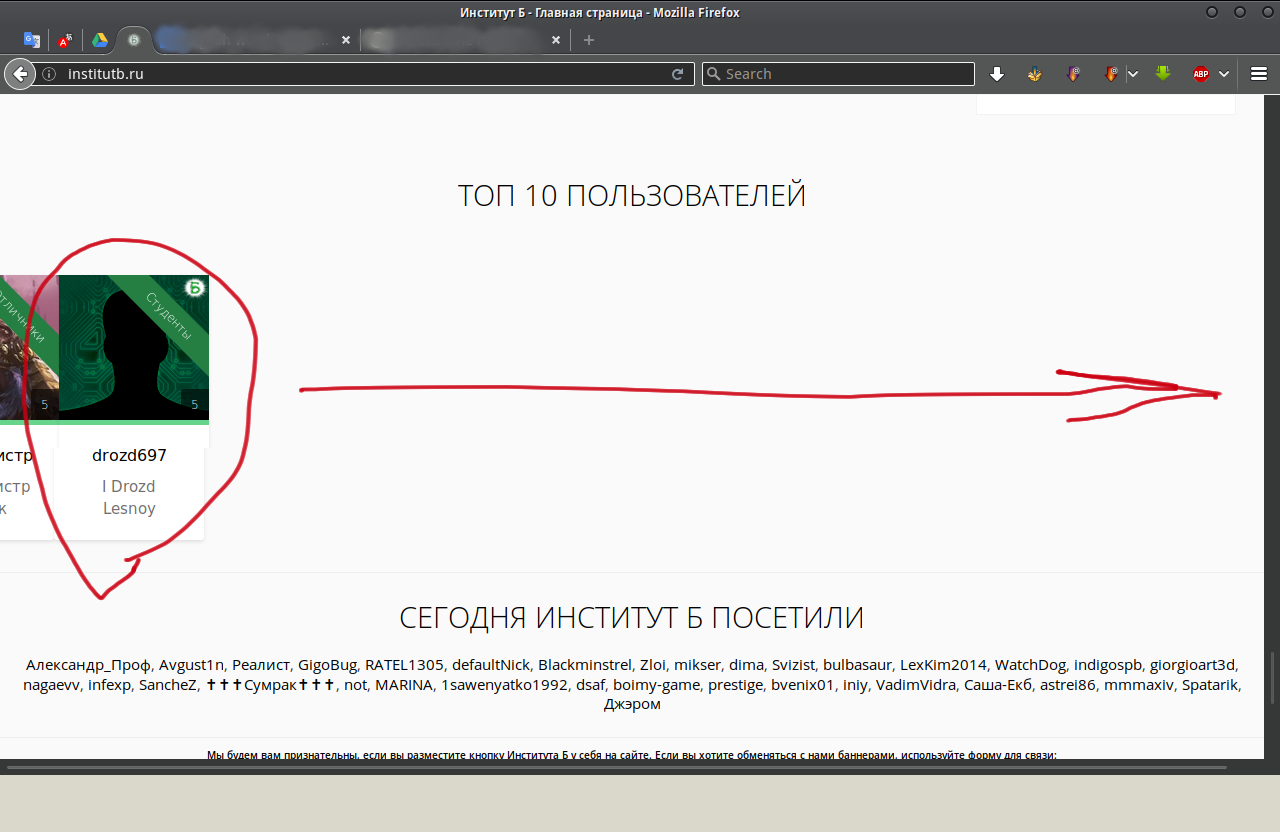 Институт Б - Главная страница - Mozilla Firefox
institutb.ru
Search
ABP
ТОП 10 ПОЛЬЗОВАТЕЛЕЙ
Студенты
Б
5
5
drozd697
I Drozd
Lesnoy
СЕГОДНЯ ИНСТИТУТ Б ПОСЕТИЛИ
Александр_Проф, Avgust1n, Реалист, GigoBug, RATEL1305, defaultNick, Blackminstrel, Zloi, mikser, dima, Svizist, bulbasaur, LexKim2014, WatchDog, indigospb, giorgioart3d,
nagaevv, infexp, SancheZ, ✝✝✝Сумрак✝✝✝, not, MARINA, 1sawenyatko1992, dsaf, boimy-game, prestige, bvenix01, iniy, VadimVidra, Саша-Екб, astrei86, mmmaxiv, Spatarik,
Джэром
Мы будем вам признательны, если вы разместите кнопку Института Б у себя на сайте. Если вы хотите обменяться с нами баннерами, используйте форму для связи: